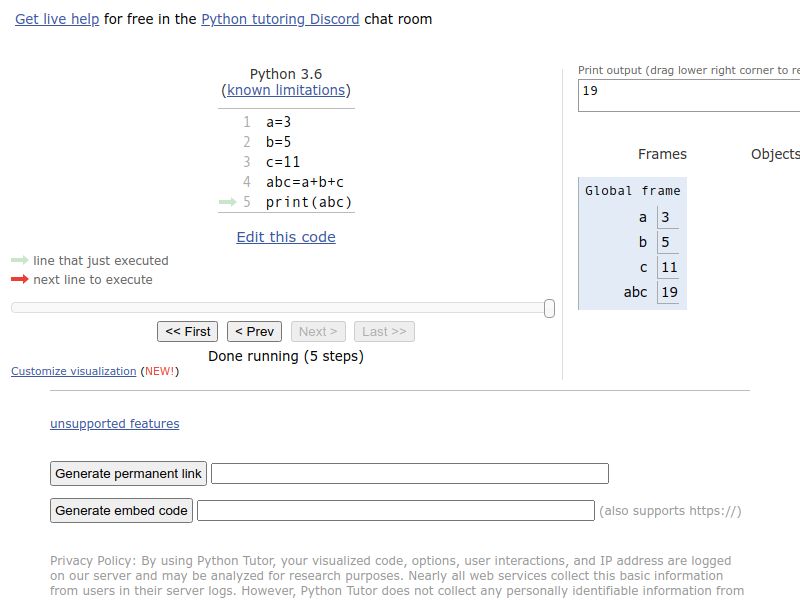 Get live help for free in the Python tutoring Discord chat room
Python 3.6
(known limitations)
1 a=3
2 b=5
3 c=11
4 abc=a+b+c
5 print(abc)
Edit this code
line that just executed
next line to execute
<< First < Prev Next > Last >>
Done running (5 steps)
Customize visualization (NEW!)
Print output (drag lower right corner to re
19
Frames Objects
Global frame
a 3
b 5
c 11
abc 19
unsupported features
Generate permanent link
Generate embed code (also supports https://)
Privacy Policy: By using Python Tutor, your visualized code, options, user interactions, and IP address are logged
on our server and may be analyzed for research purposes. Nearly all web services collect this basic information
from users in their server logs. However, Python Tutor does not collect any personally identifiable information from